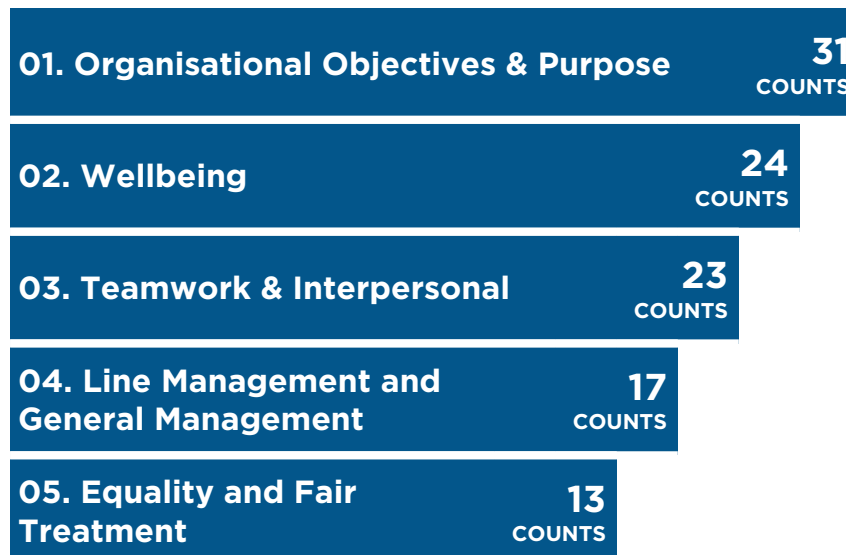 01. Organisational Objectives & Purpose
31
COUNTS
02. Wellbeing
24
COUNTS
03. Teamwork & Interpersonal
23
COUNTS
04. Line Management and
General Management
17
COUNTS
05. Equality and Fair
Treatment
13
COUNTS